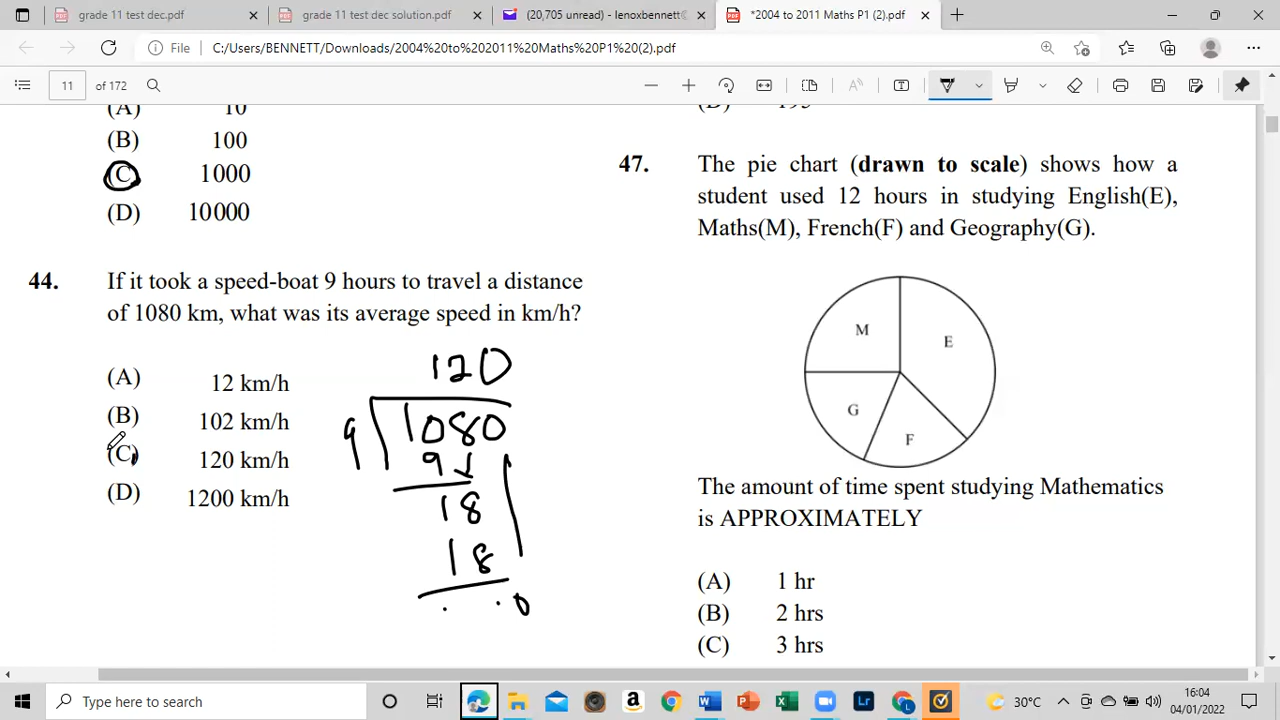 grade 11 test dec.pdf
grade 11 test dec solution.pdf
(20,705 unread) - lenoxbennett@
*2004 to 2011 Maths P1 (2).pdf
File
C:/Users/BENNETT/Downloads/2004%20to%202011%20Maths%20P1%20(2).pdf
11 of 172
(A) 10
(B) 100
(C) 1000
(D) 10000
44. If it took a speed-boat 9 hours to travel a distance
of 1080 km, what was its average speed in km/h?
(A) 12 km/h
(B) 102 km/h
(C) 120 km/h
(D) 1200 km/h
120
9 1080
9
18
18
0
47. The pie chart (drawn to scale) shows how a
student used 12 hours in studying English(E),
Maths(M), French(F) and Geography(G).
M
E
G
F
The amount of time spent studying Mathematics
is APPROXIMATELY
(A) 1 hr
(B) 2 hrs
(C) 3 hrs
Type here to search
30°C
16:04
04/01/2022